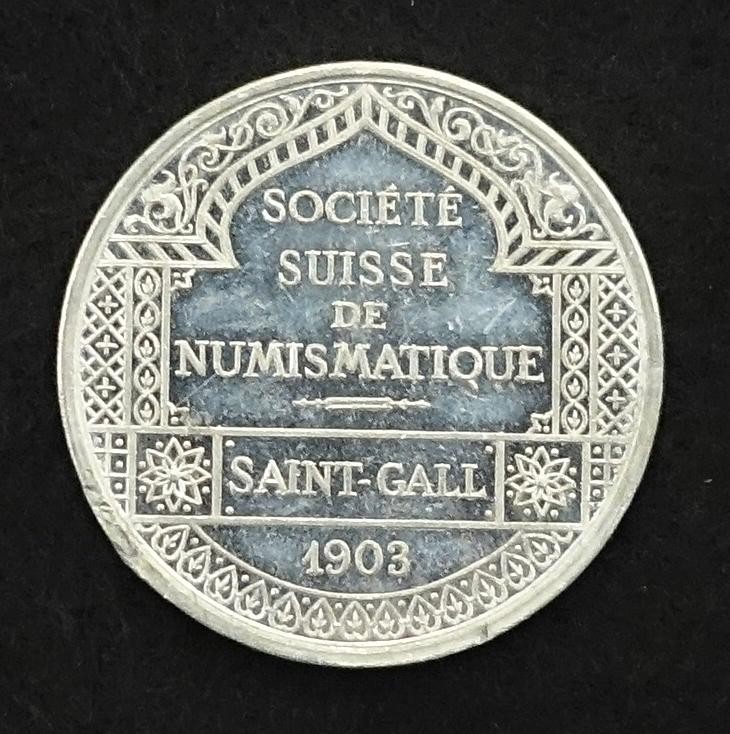 SOCIÉTÉ
SUISSE
DE
NUMISMATIQUE
SAINT-GALL
1903